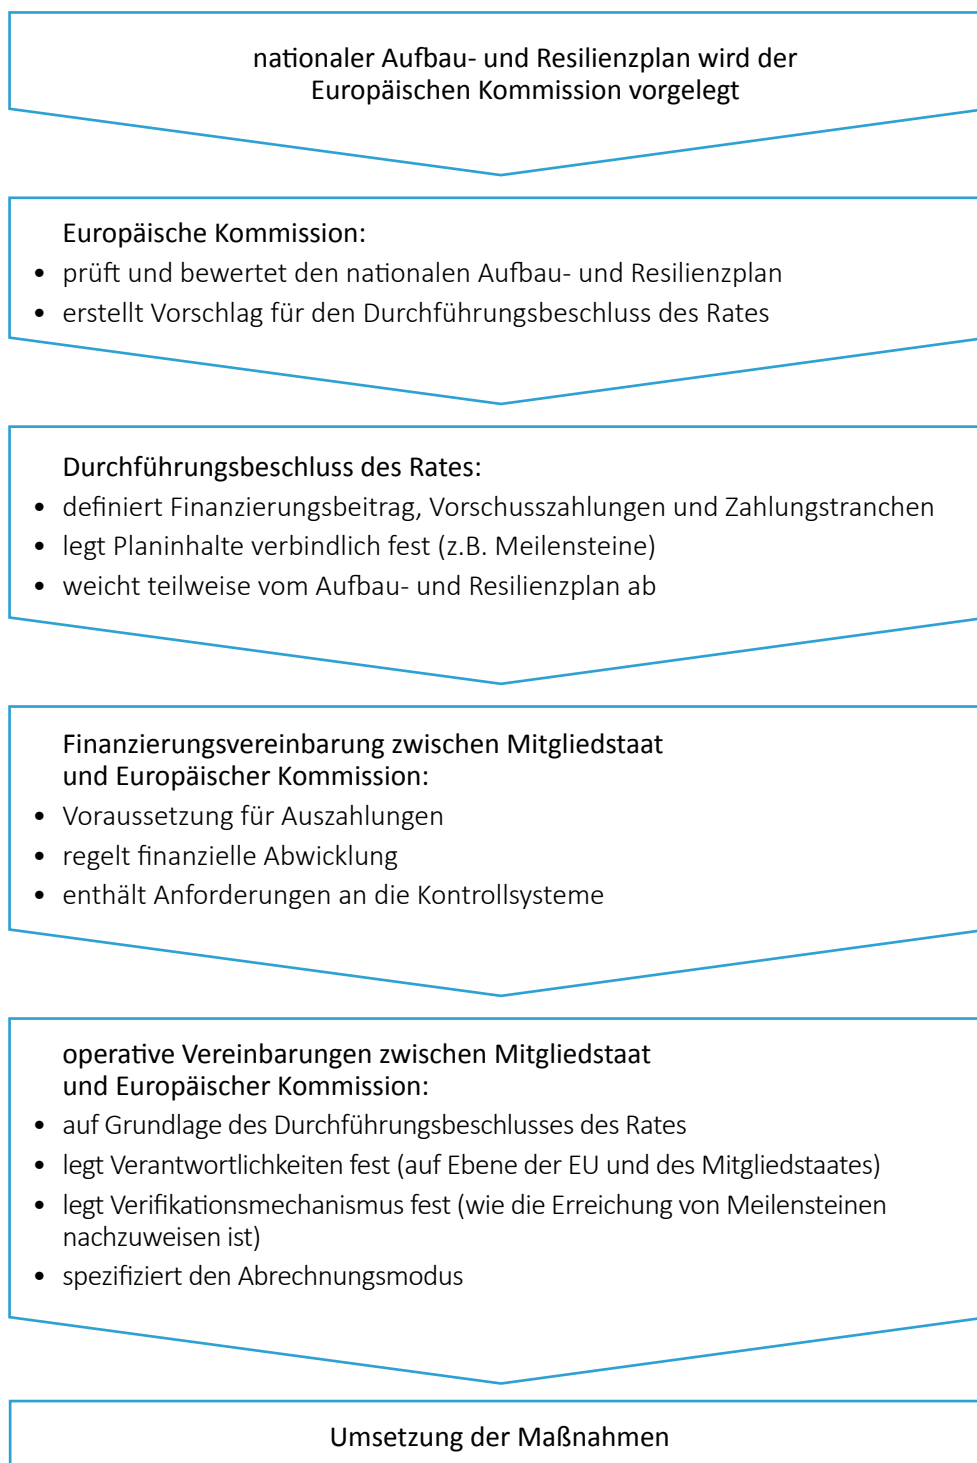 nationaler Aufbau- und Resilienzplan wird der
Europäischen Kommission vorgelegt
Europäische Kommission:
• prüft und bewertet den nationalen Aufbau- und Resilienzplan
• erstellt Vorschlag für den Durchführungsbeschluss des Rates
Durchführungsbeschluss des Rates:
• definiert Finanzierungsbeitrag, Vorschusszahlungen und Zahlungstranchen
• legt Planinhalte verbindlich fest (z.B. Meilensteine)
• weicht teilweise vom Aufbau- und Resilienzplan ab
Finanzierungsvereinbarung zwischen Mitgliedstaat
und Europäischer Kommission:
• Voraussetzung für Auszahlungen
• regelt finanzielle Abwicklung
• enthält Anforderungen an die Kontrollsysteme
operative Vereinbarungen zwischen Mitgliedstaat
und Europäischer Kommission:
• auf Grundlage des Durchführungsbeschlusses des Rates
• legt Verantwortlichkeiten fest (auf Ebene der EU und des Mitgliedstaates)
• legt Verifikationsmechanismus fest (wie die Erreichung von Meilensteinen
nachzuweisen ist)
• spezifiziert den Abrechnungsmodus
Umsetzung der Maßnahmen